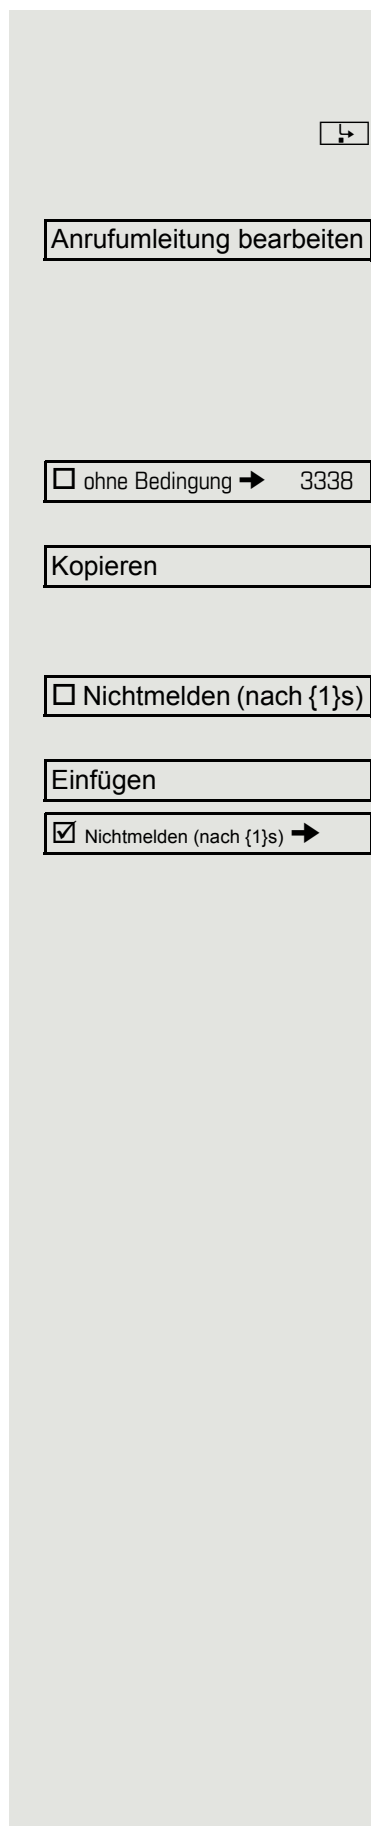 Anrufumleitung bearbeiten
☐ ohne Bedingung → 3338
Kopieren
☐ Nichtmelden (nach {1}s)
Einfügen
☑ Nichtmelden (nach {1}s) →